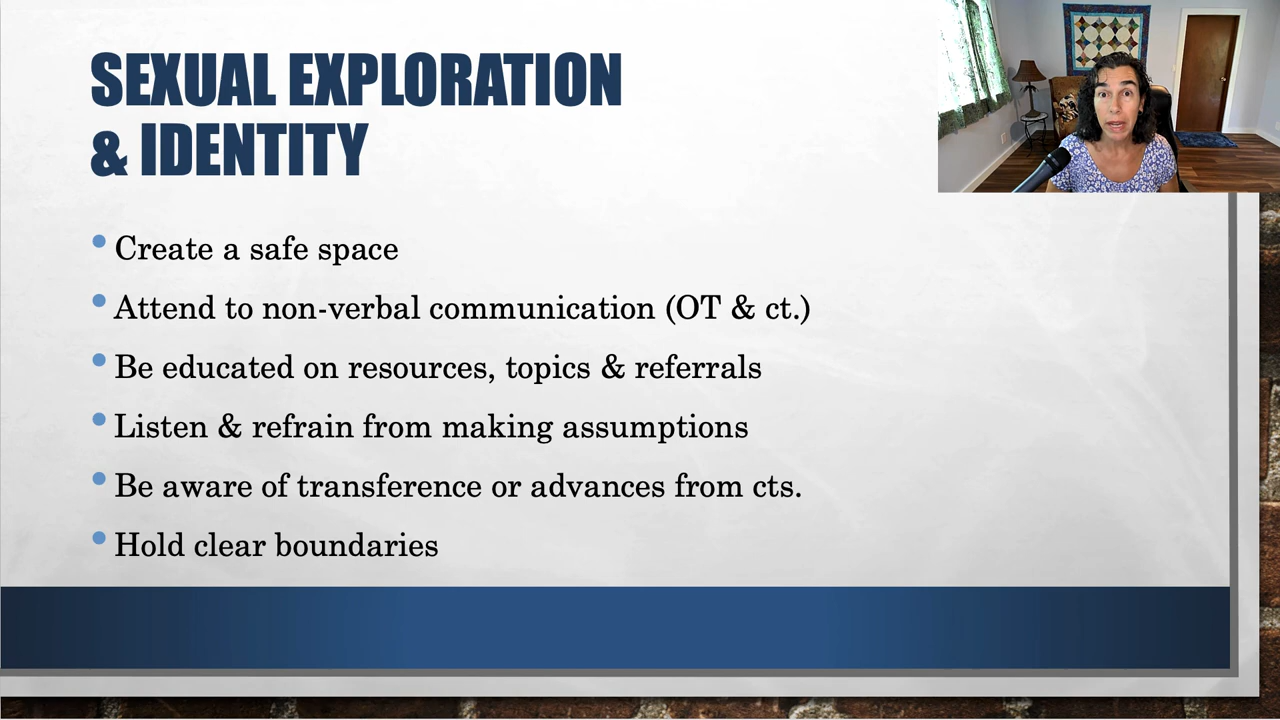 SEXUAL EXPLORATION
& IDENTITY
• Create a safe space
• Attend to non-verbal communication (OT & ct.)
• Be educated on resources, topics & referrals
• Listen & refrain from making assumptions
• Be aware of transference or advances from cts.
• Hold clear boundaries